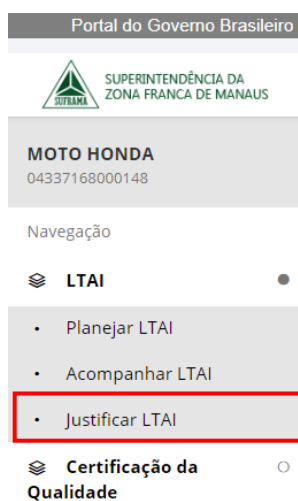 Portal do Governo Brasileiro
SUFRAMA
SUPERINTENDÊNCIA DA
ZONA FRANCA DE MANAUS
MOTO HONDA
04337168000148
Navegação
LTAI
• Planejar LTAI
• Acompanhar LTAI
• Justificar LTAI
Certificação da
Qualidade